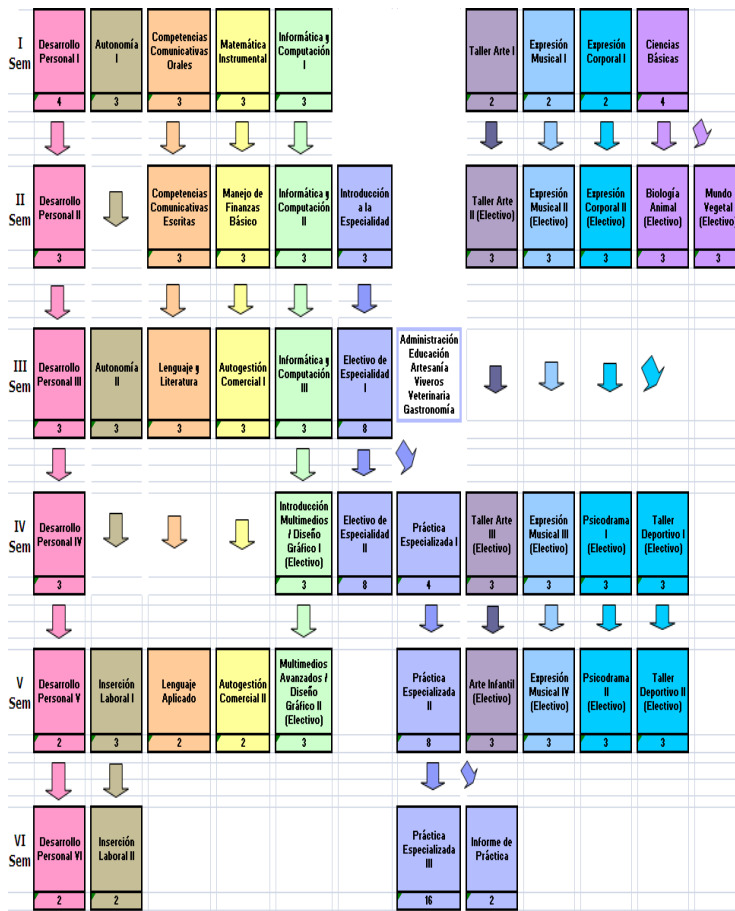 I
Sem
Desarrollo
Personal I
4
Autonomía
I
3
Competencias
Comunicativas
Orales
3
Matemática
Instrumental
3
Informática y
Computación
I
3
Taller Arte I
2
Expresión
Musical I
2
Expresión
Corporal I
2
Ciencias
Básicas
4
II
Sem
Desarrollo
Personal II
3
Competencias
Comunicativas
Escritas
3
Manejo de
Finanzas
Básico
3
Informática y
Computación
II
3
Introducción
a la
Especialidad
3
Taller Arte
II (Electivo)
3
Expresión
Musical II
(Electivo)
3
Expresión
Corporal II
(Electivo)
3
Biología
Animal
(Electivo)
3
Mundo
Vegetal
(Electivo
3
III
Sem
Desarrollo
Personal III
3
Autonomía
II
3
Lenguaje y
Literatura
3
Autogestión
Comercial I
3
Informática y
Computación
III
3
Electivo de
Especialidad
I
8
Administración
Educación
Artesanía
Viveros
Veterinaria
Gastronomía
IV
Sem
Desarrollo
Personal IV
3
Introducción
Multimedios
/ Diseño
Gráfico I
(Electivo)
3
Electivo de
Especialidad
II
8
Práctica
Especializada I
4
Taller Arte
III
(Electivo)
3
Expresión
Musical III
(Electivo)
3
Psicodrama
I
(Electivo)
3
Taller
Deportivo I
(Electivo)
3
V
Sem
Desarrollo
Personal V
2
Inserción
Laboral I
3
Lenguaje
Aplicado
2
Autogestión
Comercial II
2
Multimedios
Avanzados /
Diseño
Gráfico II
(Electivo)
3
Práctica
Especializada
II
8
Arte Infantil
(Electivo)
3
Expresión
Musical IV
(Electivo)
3
Psicodrama
II
(Electivo)
3
Taller
Deportivo II
(Electivo)
3
VI
Sem
Desarrollo
Personal VI
2
Inserción
Laboral II
2
Práctica
Especializada
III
16
Informe de
Práctica
2